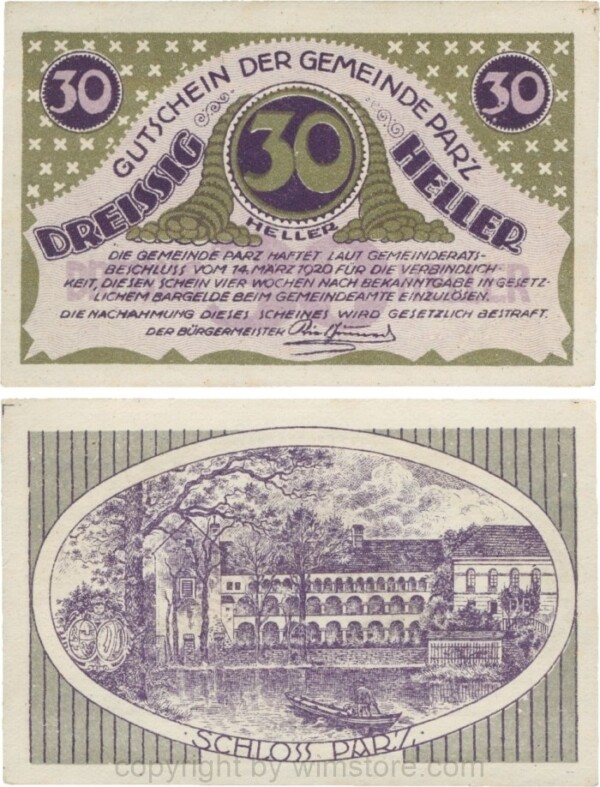 30
30
GUTSCHEIN DER GEMEINDE PARZ
DREISSIG
30
HELLER
HELLER
DIE GEMEINDE PARZ HAFTET LAUT GEMEINDERATS-
BESCHLUSS VOM 14. MÄRZ 1920 FÜR DIE VERBINDLICH
KEIT, DIESEN SCHEIN VIER WOCHEN NACH BEKANNTGABE IN GESETZ-
LICHEM BARGELDE BEIM GEMEINDEAMTE EINZULÖSEN.
DIE NACHAHMUNG DIESES SCHEINES WIRD GESETZLICH BESTRAFT.
DER BÜRGERMEISTER
· SCHLOSS PARZ ·
copyright by wimstore.com